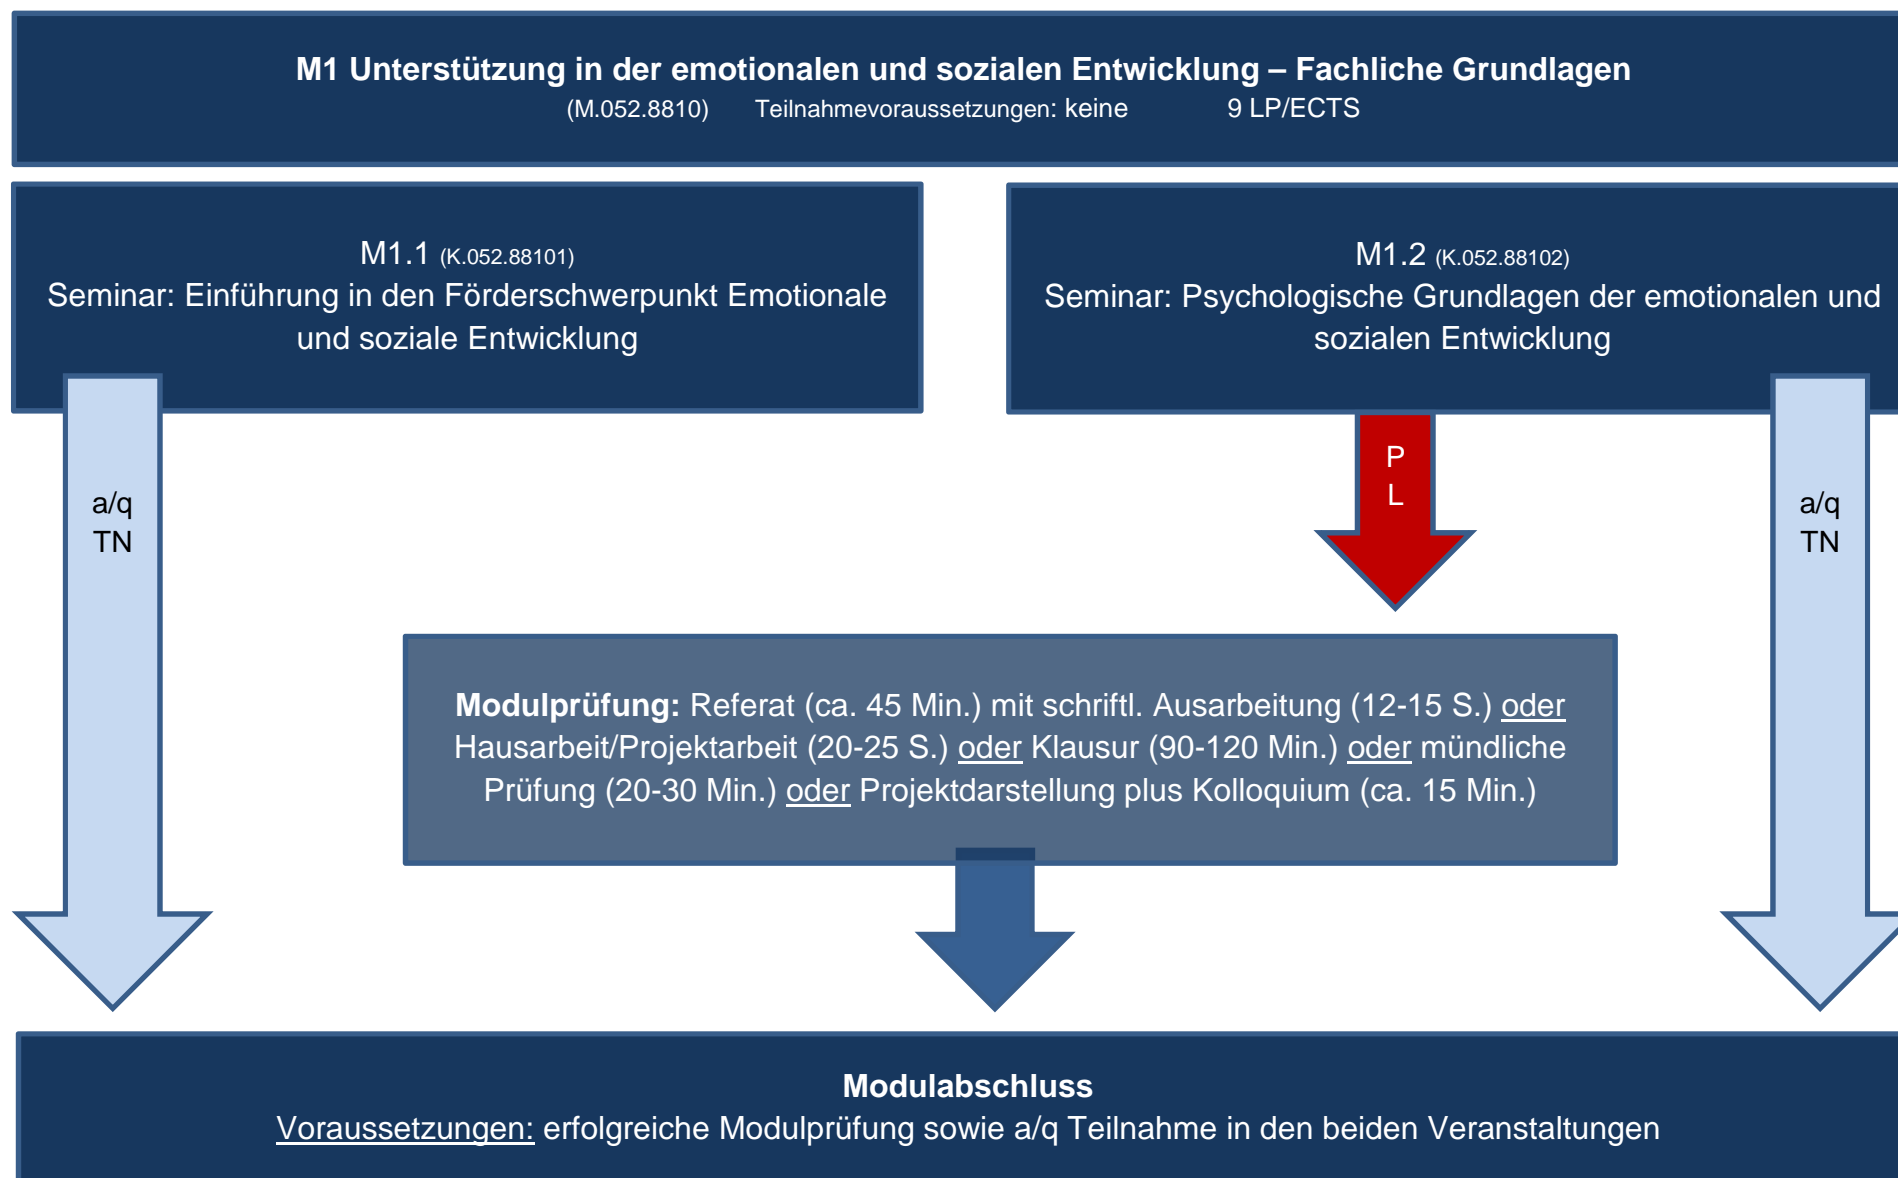 M1 Unterstützung in der emotionalen und sozialen Entwicklung – Fachliche Grundlagen
(M.052.8810) Teilnahmevoraussetzungen: keine 9 LP/ECTS
M1.1 (K.052.88101)
Seminar: Einführung in den Förderschwerpunkt Emotionale
und soziale Entwicklung
M1.2 (K.052.88102)
Seminar: Psychologische Grundlagen der emotionalen und
sozialen Entwicklung
a/q
TN
P
L
a/q
TN
Modulprüfung: Referat (ca. 45 Min.) mit schriftl. Ausarbeitung (12-15 S.) oder
Hausarbeit/Projektarbeit (20-25 S.) oder Klausur (90-120 Min.) oder mündliche
Prüfung (20-30 Min.) oder Projektdarstellung plus Kolloquium (ca. 15 Min.)
Modulabschluss
Voraussetzungen: erfolgreiche Modulprüfung sowie a/q Teilnahme in den beiden Veranstaltungen